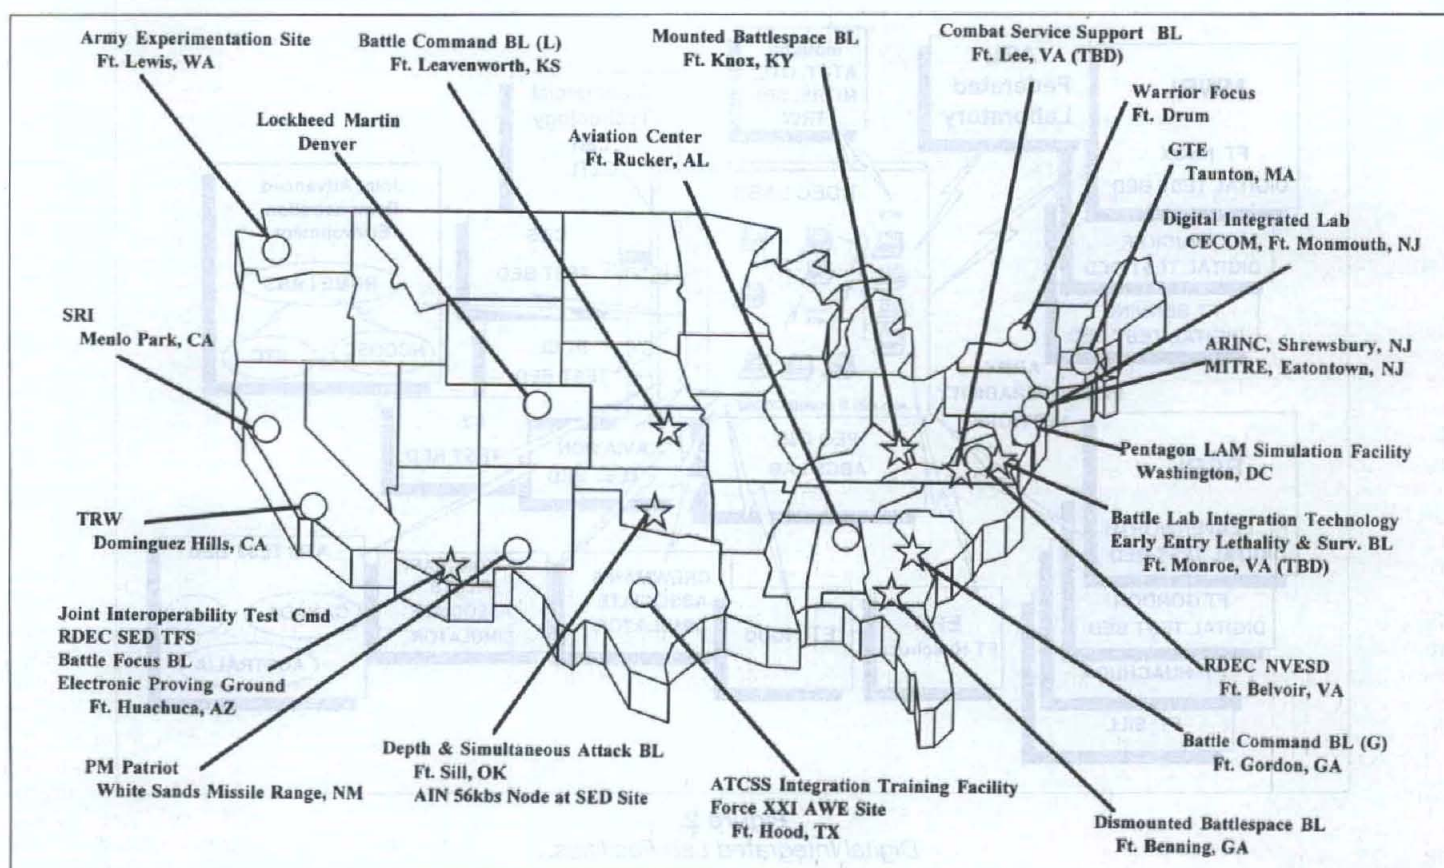 Army Experimentation Site
Ft. Lewis, WA
Battle Command BL (L)
Ft. Leavenworth, KS
Mounted Battlespace BL
Ft. Knox, KY
Combat Service Support BL
Ft. Lee, VA (TBD)
Lockheed Martin
Denver
Aviation Center
Ft. Rucker, AL
Warrior Focus
Ft. Drum
GTE
Taunton, MA
Digital Integrated Lab
CECOM, Ft. Monmouth, NJ
SRI
Menlo Park, CA
ARINC, Shrewsbury, NJ
MITRE, Eatontown, NJ
Pentagon LAM Simulation Facility
Washington, DC
TRW
Dominguez Hills, CA
Battle Lab Integration Technology
Early Entry Lethality & Surv. BL
Ft. Monroe, VA (TBD)
Joint Interoperability Test Cmd
RDEC SED TFS
Battle Focus BL
Electronic Proving Ground
Ft. Huachuca, AZ
RDEC NVESD
Ft. Belvoir, VA
PM Patriot
White Sands Missile Range, NM
Depth & Simultaneous Attack BL
Ft. Sill, OK
AIN 56kbs Node at SED Site
ATCSS Integration Training Facility
Force XXI AWE Site
Ft. Hood, TX
Battle Command BL (G)
Ft. Gordon, GA
Dismounted Battlespace BL
Ft. Benning, GA